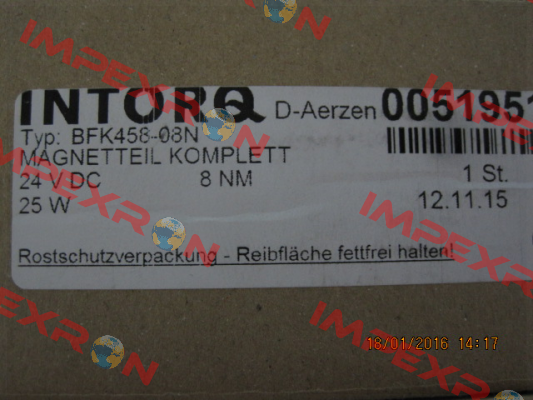 INTORQ D-Aerzen 0051951
Typ: BFK458-08N
MAGNETTEIL KOMPLETT
24 V DC 8 NM 1 St.
25 W 12.11.15
Rostschutzverpackung - Reibfläche fettfrei halten!
18/01/2016 14:17
IMPEXRON
IMPEXRON
IMPEXRON
IMPEXRON
IMPEXRON